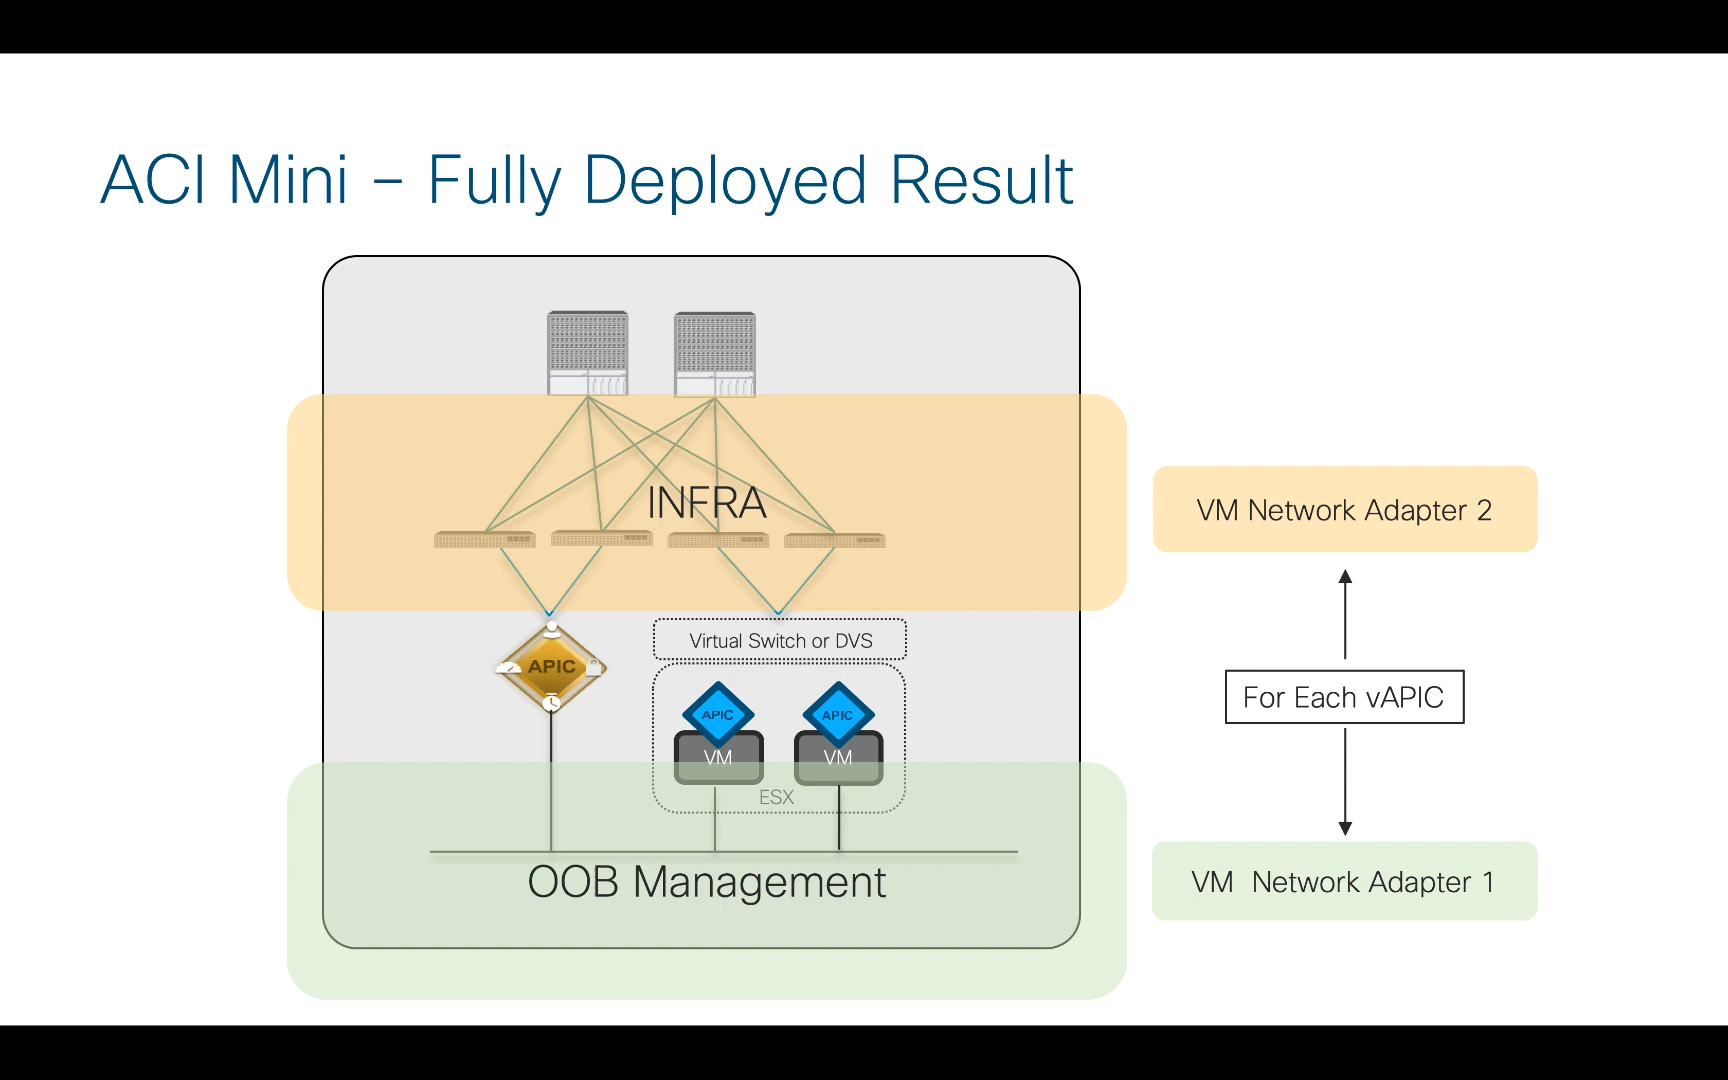 ACI Mini – Fully Deployed Result
INFRA
VM Network Adapter 2
Virtual Switch or DVS
APIC
APIC
APIC
For Each vAPIC
VM
VM
ESX
OOB Management
VM Network Adapter 1